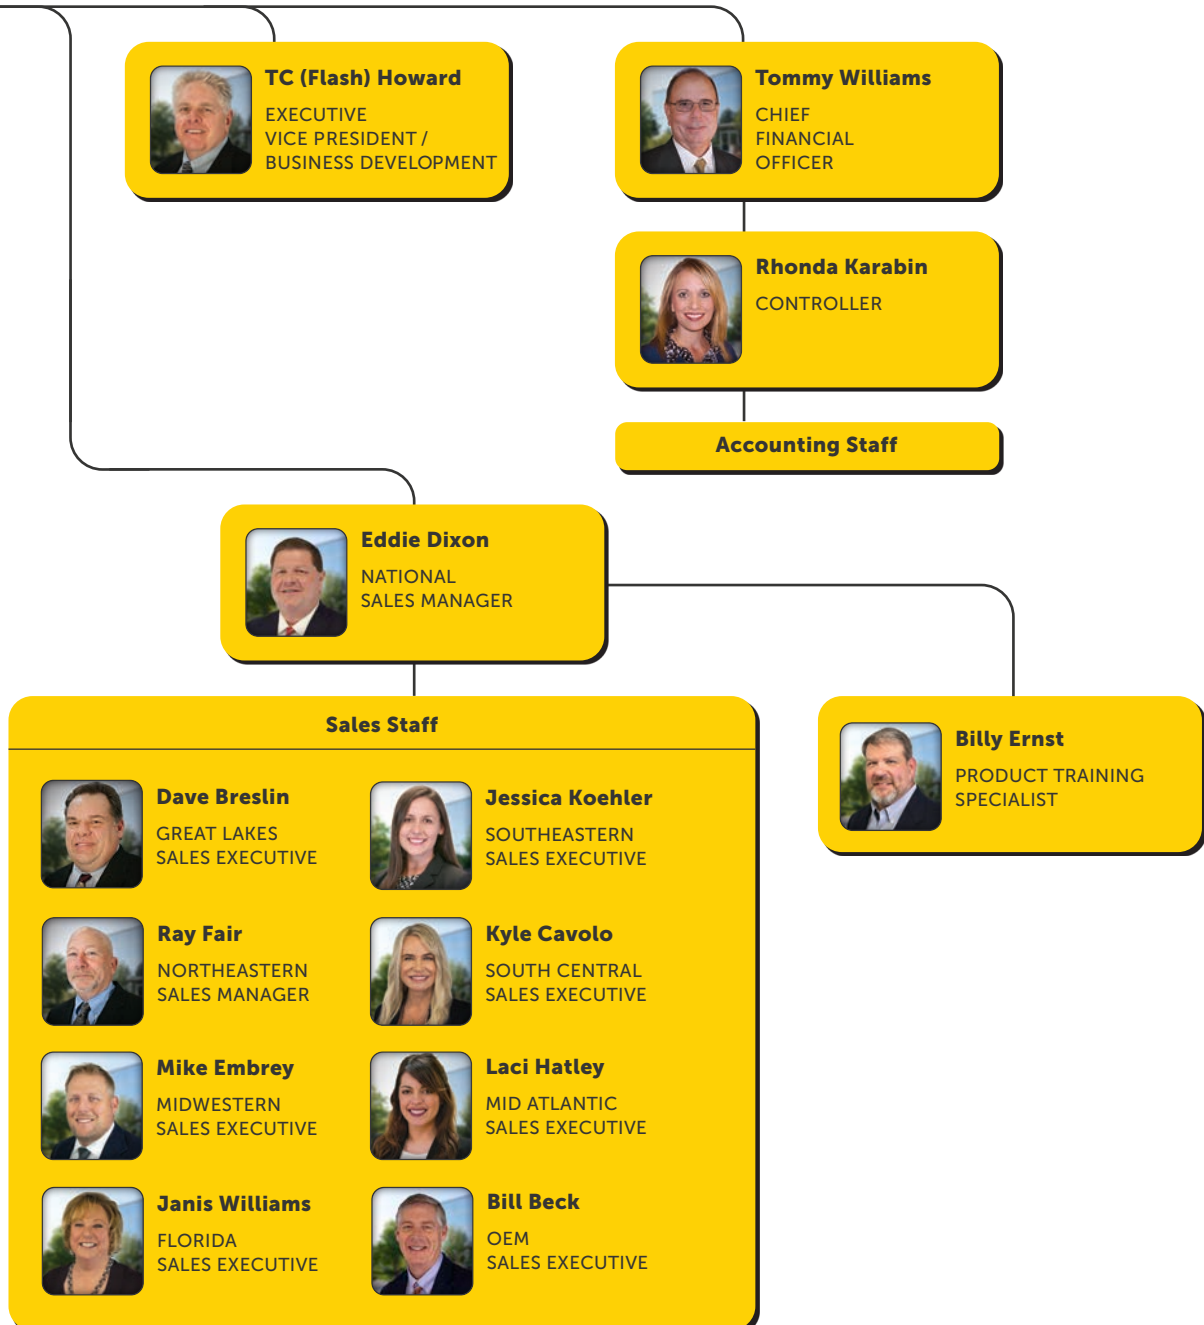 TC (Flash) Howard
EXECUTIVE
VICE PRESIDENT /
BUSINESS DEVELOPMENT
Tommy Williams
CHIEF
FINANCIAL
OFFICER
Rhonda Karabin
CONTROLLER
Accounting Staff
Eddie Dixon
NATIONAL
SALES MANAGER
Sales Staff
Dave Breslin
GREAT LAKES
SALES EXECUTIVE
Jessica Koehler
SOUTHEASTERN
SALES EXECUTIVE
Ray Fair
NORTHEASTERN
SALES MANAGER
Kyle Cavolo
SOUTH CENTRAL
SALES EXECUTIVE
Mike Embrey
MIDWESTERN
SALES EXECUTIVE
Laci Hatley
MID ATLANTIC
SALES EXECUTIVE
Janis Williams
FLORIDA
SALES EXECUTIVE
Bill Beck
OEM
SALES EXECUTIVE
Billy Ernst
PRODUCT TRAINING
SPECIALIST